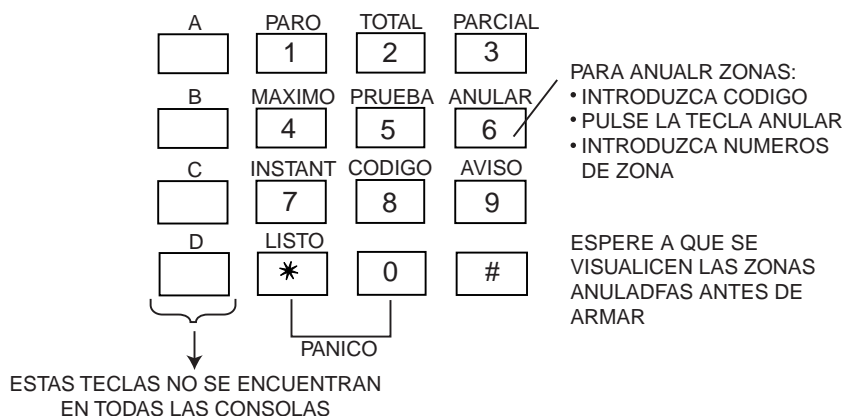 A PARO TOTAL PARCIAL
1 2 3
B MAXIMO PRUEBA ANULAR
4 5 6
C INSTANT CODIGO AVISO
7 8 9
D LISTO
* 0 #
PANICO
ESTAS TECLAS NO SE ENCUENTRAN
EN TODAS LAS CONSOLAS
PARA ANUALR ZONAS:
• INTRODUZCA CODIGO
• PULSE LA TECLA ANULAR
• INTRODUZCA NUMEROS
DE ZONA
ESPERE A QUE SE
VISUALICEN LAS ZONAS
ANULADFAS ANTES DE
ARMAR